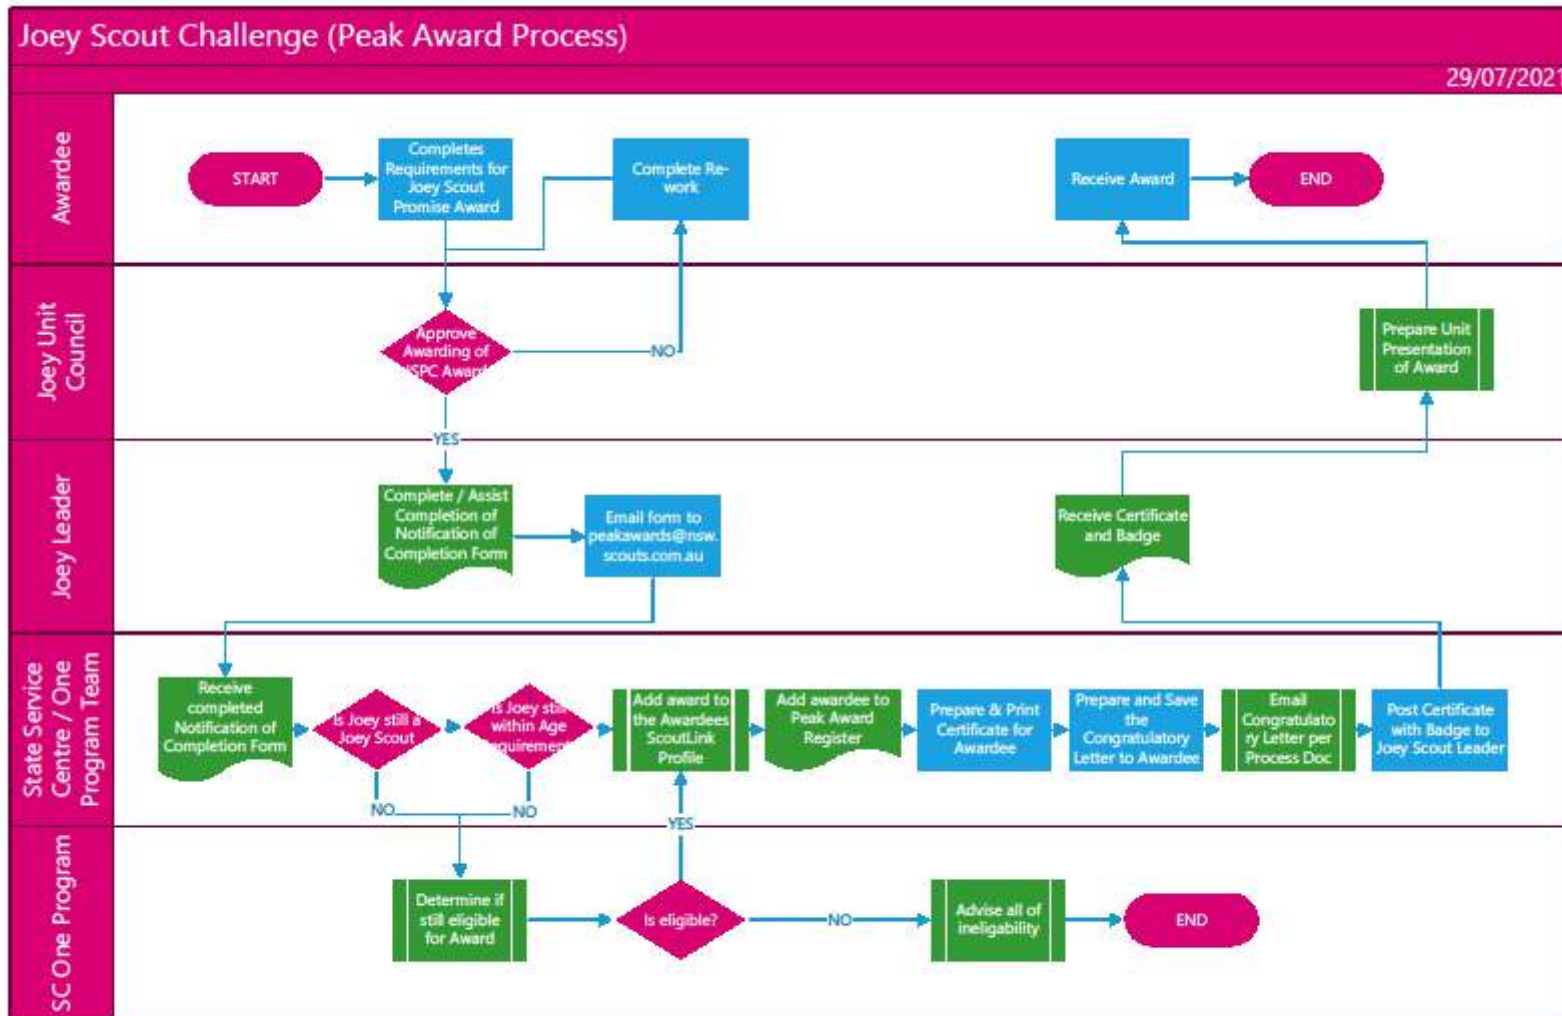 Joey Scout Challenge (Peak Award Process)
29/07/2021
Awardee
START
Completes
Requirements for
Joey Scout
Promise Award
Complete Re-
work
Receive Award
END
Joey Unit
Council
Approve
Awarding of
SPC Award
NO
Prepare Unit
Presentation
of Award
YES
Joey Leader
Complete / Assist
Completion of
Notification of
Completion Form
Email form to
peakawards@nsw.
scouts.com.au
Receive Certificate
and Badge
State Service
Centre / One
Program Team
Receive
completed
Notification of
Completion Form
Is Joey still a
Joey Scout
Is Joey still
within Age
equirement
Add award to
the Awardees
ScoutLink
Profile
Add awardee to
Peak Award
Register
Prepare & Print
Certificate for
Awardee
Prepare and Save
the
Congratulatory
Letter to Awardee
Email
Congratulato
ry Letter per
Process Doc
Post Certificate
with Badge to
Joey Scout Leader
NO
NO
YES
SC One Program
Determine if
still eligible
for Award
Is eligible?
NO
Advise all of
ineligability
END